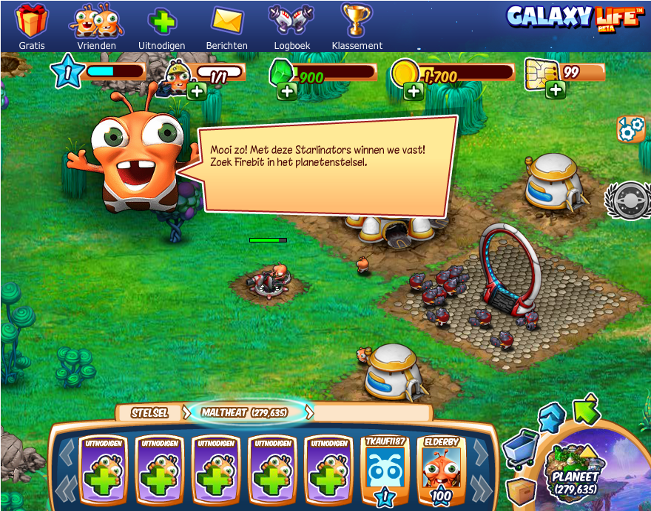 Gratis
Vrienden
Uitnodigen
Berichten
Logboek
Klassement
GALAXY LIFE™
BETA
1
1/1
900
1,700
99
Mooi zo! Met deze Starlinators winnen we vast!
Zoek Firebit in het planetenstelsel.
STELSEL
MALTHEAT (279,635)
UITNODIGEN
UITNODIGEN
UITNODIGEN
UITNODIGEN
UITNODIGEN
TKAUF1187
ELDERBY
1
100
PLANEET
(279,635)